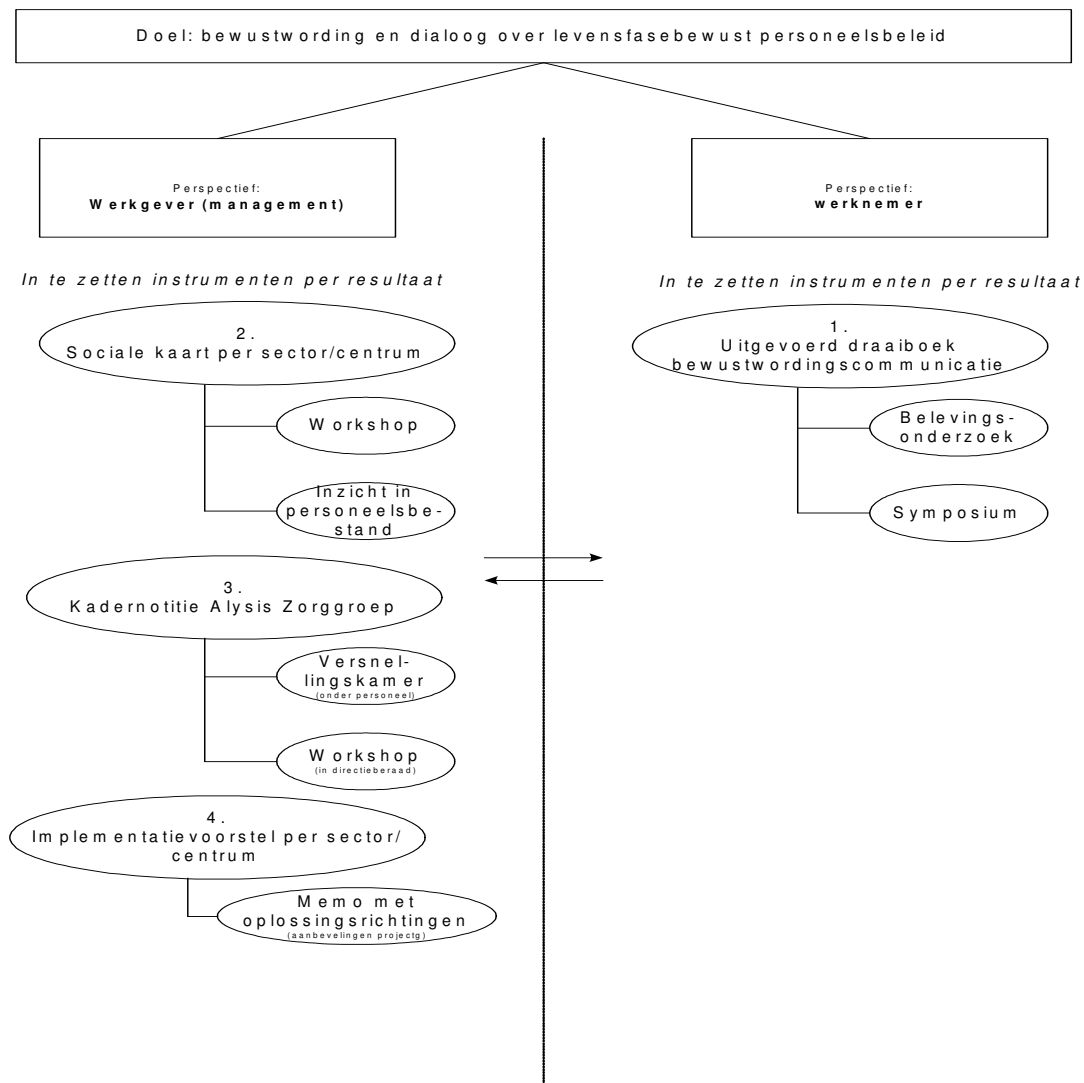 Doel: bewustwording en dialoog over levensfasebewust personeelsbeleid
Perspectief:
Werkgever (management)
In te zetten instrumenten per resultaat
2.
Sociale kaart per sector/centrum
Workshop
Inzicht in
personeelsbe-
stand
3.
Kadernotitie Alysis Zorggroep
Versnel-
lingskamer
(onder personeel)
Workshop
(in directieberaad)
4.
Implementatievoorstel per sector/
centrum
Memo met
oplossingsrichtingen
(aanbevelingen projectg)
Perspectief:
werknemer
In te zetten instrumenten per resultaat
1.
Uitgevoerd draaiboek
bewustwordingscommunicatie
Belevings-
onderzoek
Symposium